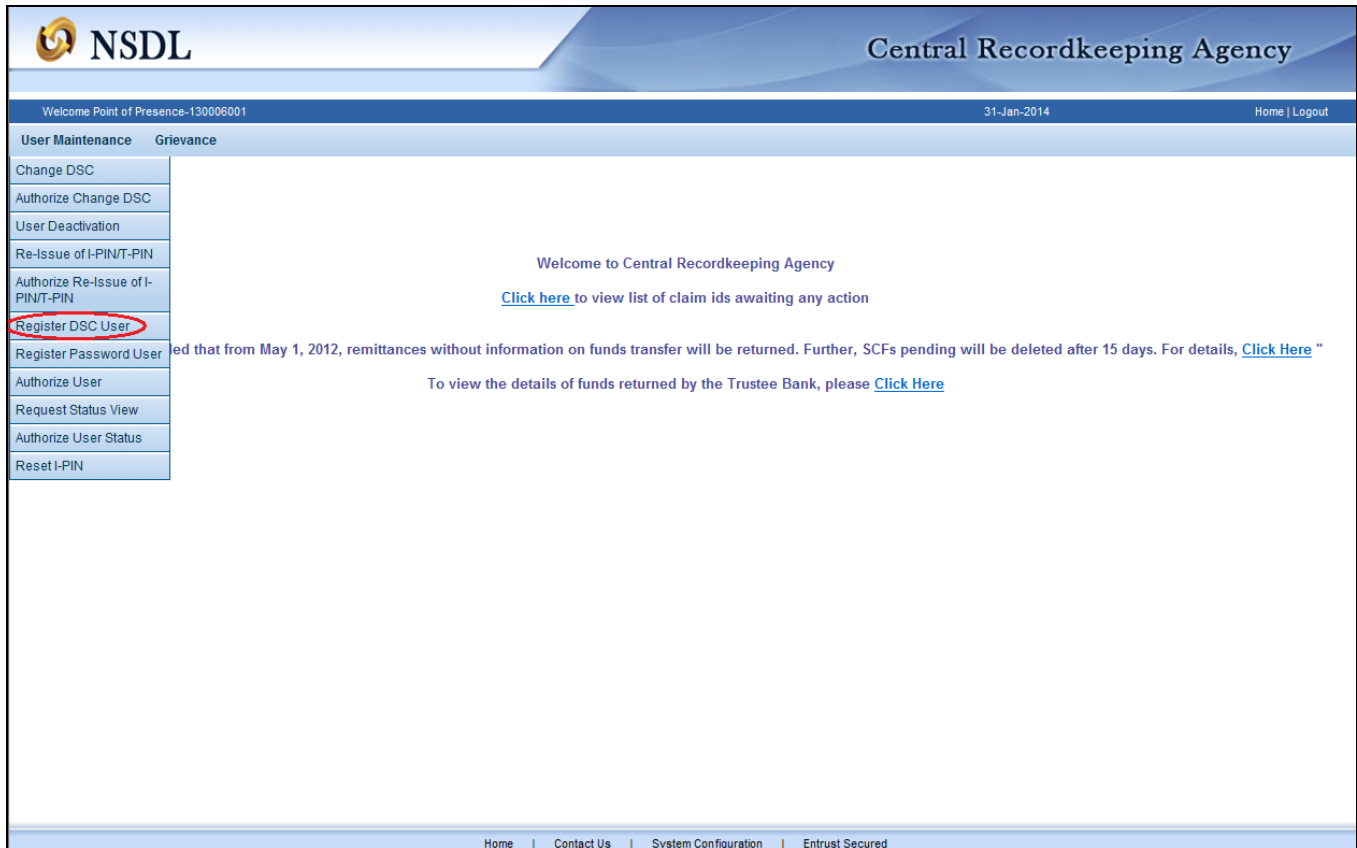 NSDL
Central Recordkeeping Agency
Welcome Point of Presence-130006001 31-Jan-2014 Home | Logout
User Maintenance Grievance
Change DSC
Authorize Change DSC
User Deactivation
Re-Issue of I-PIN/T-PIN
Authorize Re-Issue of I-
PIN/T-PIN
Register DSC User
Register Password User
Authorize User
Request Status View
Authorize User Status
Reset I-PIN
Welcome to Central Recordkeeping Agency
Click here to view list of claim ids awaiting any action
led that from May 1, 2012, remittances without information on funds transfer will be returned. Further, SCFs pending will be deleted after 15 days. For details, Click Here "
To view the details of funds returned by the Trustee Bank, please Click Here
Home | Contact Us | System Configuration | Entrust Secured